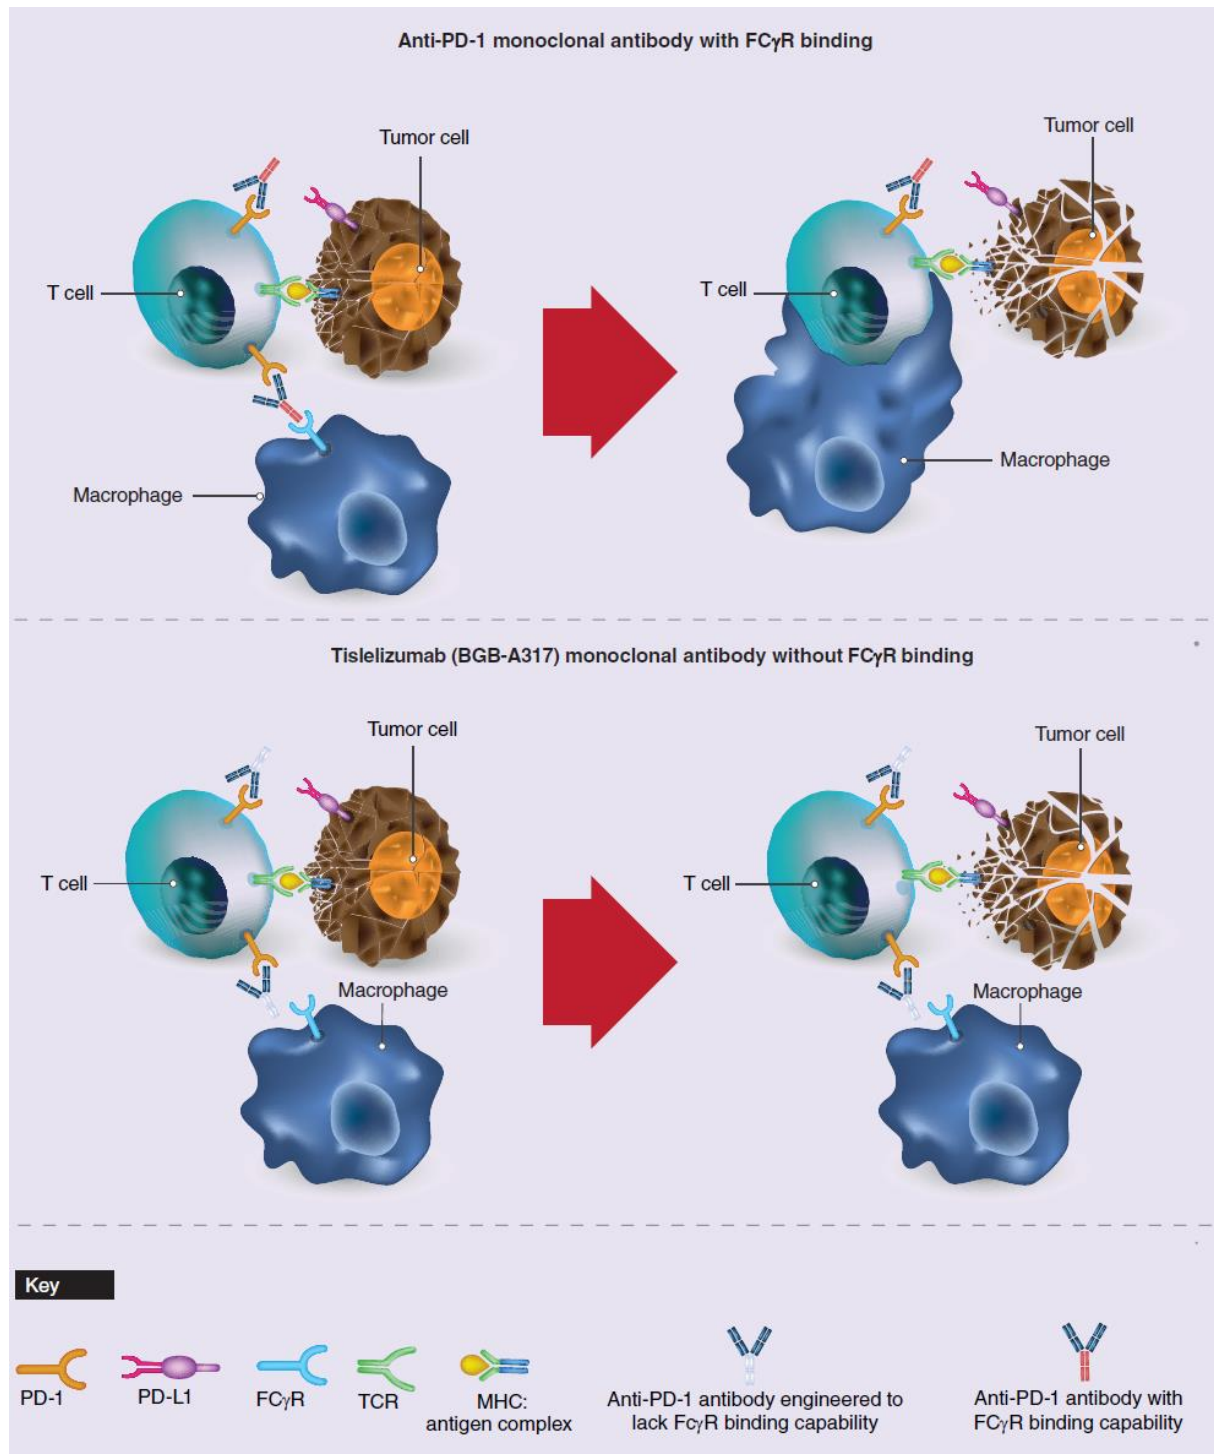 Anti-PD-1 monoclonal antibody with FCγR binding
Tumor cell
Tumor cell
T cell
T cell
Macrophage
Macrophage
Tislelizumab (BGB-A317) monoclonal antibody without FCγR binding
Tumor cell
Tumor cell
T cell
T cell
Macrophage
Macrophage
Key
PD-1
PD-L1
FCγR
TCR
MHC:
antigen complex
Anti-PD-1 antibody engineered to
lack FcγR binding capability
Anti-PD-1 antibody with
FCγR binding capability